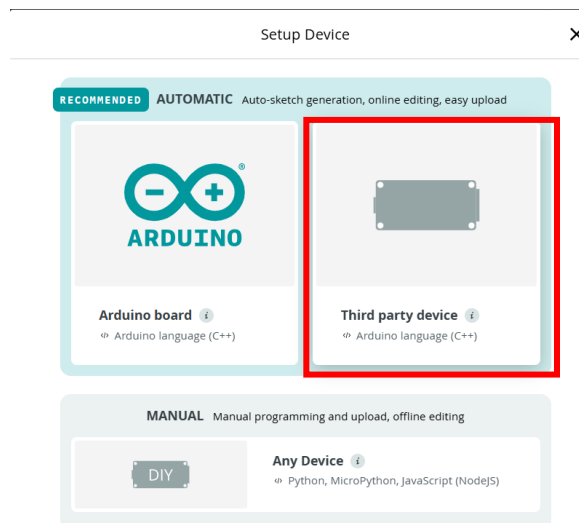 Setup Device
RECOMMENDED AUTOMATIC Auto-sketch generation, online editing, easy upload
ARDUINO
®
Arduino board i
</> Arduino language (C++)
Third party device i
</> Arduino language (C++)
MANUAL Manual programming and upload, offline editing
DIY
Any Device i
</> Python, MicroPython, JavaScript (NodeJS)